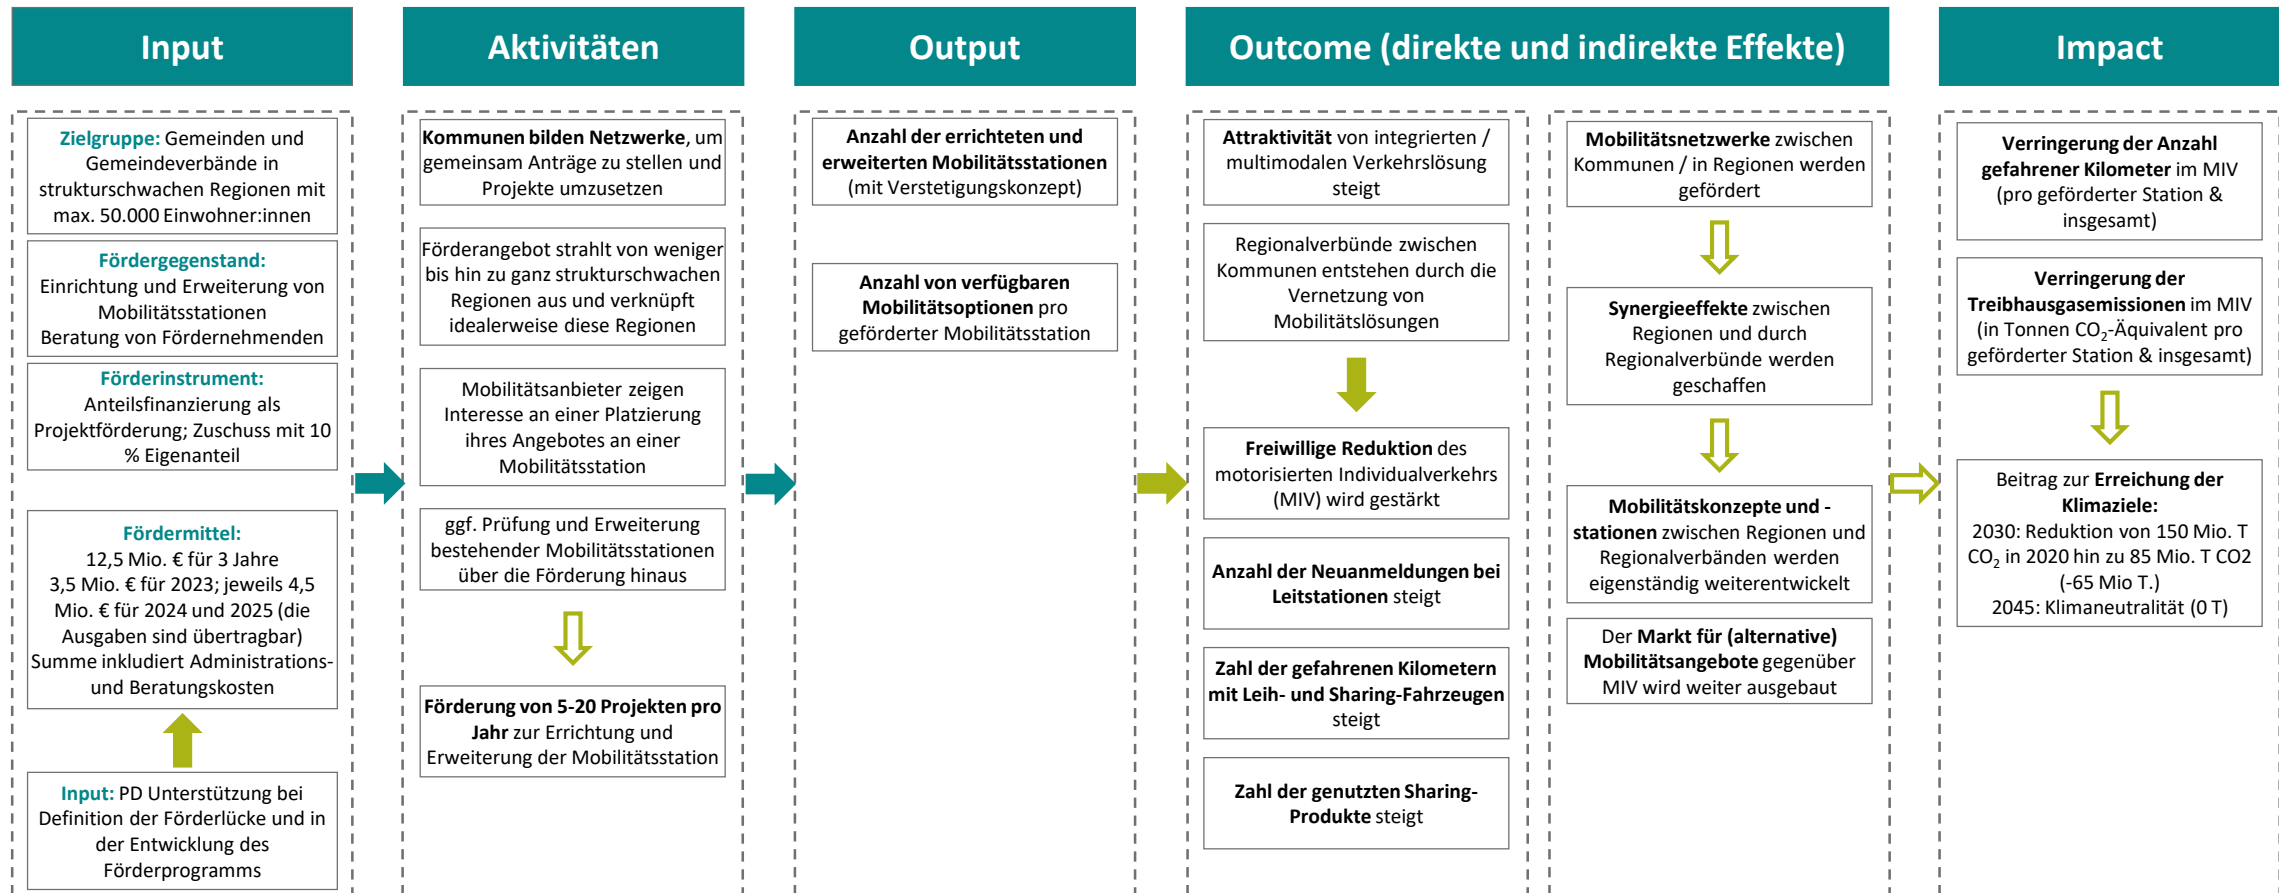 Input
Zielgruppe: Gemeinden und
Gemeindeverbände in
strukturschwachen Regionen mit
max. 50.000 Einwohner:innen
Fördergegenstand:
Einrichtung und Erweiterung von
Mobilitätsstationen
Beratung von Fördernehmenden
Förderinstrument:
Anteilsfinanzierung als
Projektförderung; Zuschuss mit 10
% Eigenanteil
Fördermittel:
12,5 Mio. € für 3 Jahre
3,5 Mio. € für 2023; jeweils 4,5
Mio. € für 2024 und 2025 (die
Ausgaben sind übertragbar)
Summe inkludiert Administrations-
und Beratungskosten
Input: PD Unterstützung bei
Definition der Förderlücke und in
der Entwicklung des
Förderprogramms
Aktivitäten
Kommunen bilden Netzwerke, um
gemeinsam Anträge zu stellen und
Projekte umzusetzen
Förderangebot strahlt von weniger
bis hin zu ganz strukturschwachen
Regionen aus und verknüpft
idealerweise diese Regionen
Mobilitätsanbieter zeigen
Interesse an einer Platzierung
ihres Angebotes an einer
Mobilitätsstation
ggf. Prüfung und Erweiterung
bestehender Mobilitätsstationen
über die Förderung hinaus
Förderung von 5-20 Projekten pro
Jahr zur Errichtung und
Erweiterung der Mobilitätsstation
Output
Anzahl der errichteten und
erweiterten Mobilitätsstationen
(mit Verstetigungskonzept)
Anzahl von verfügbaren
Mobilitätsoptionen pro
geförderter Mobilitätsstation
Outcome (direkte und indirekte Effekte)
Attraktivität von integrierten /
multimodalen Verkehrslösung
steigt
Regionalverbünde zwischen
Kommunen entstehen durch die
Vernetzung von
Mobilitätslösungen
Freiwillige Reduktion des
motorisierten Individualverkehrs
(MIV) wird gestärkt
Anzahl der Neuanmeldungen bei
Leitstationen steigt
Zahl der gefahrenen Kilometern
mit Leih- und Sharing-Fahrzeugen
steigt
Zahl der genutzten Sharing-
Produkte steigt
Mobilitätsnetzwerke zwischen
Kommunen / in Regionen werden
gefördert
Synergieeffekte zwischen
Regionen und durch
Regionalverbünde werden
geschaffen
Mobilitätskonzepte und -
stationen zwischen Regionen und
Regionalverbänden werden
eigenständig weiterentwickelt
Der Markt für (alternative)
Mobilitätsangebote gegenüber
MIV wird weiter ausgebaut
Impact
Verringerung der Anzahl
gefahrener Kilometer im MIV
(pro geförderter Station &
insgesamt)
Verringerung der
Treibhausgasemissionen im MIV
(in Tonnen CO₂-Äquivalent pro
geförderter Station & insgesamt)
Beitrag zur Erreichung der
Klimaziele:
2030: Reduktion von 150 Mio. T
CO₂ in 2020 hin zu 85 Mio. T CO2
(-65 Mio T.)
2045: Klimaneutralität (0 T)